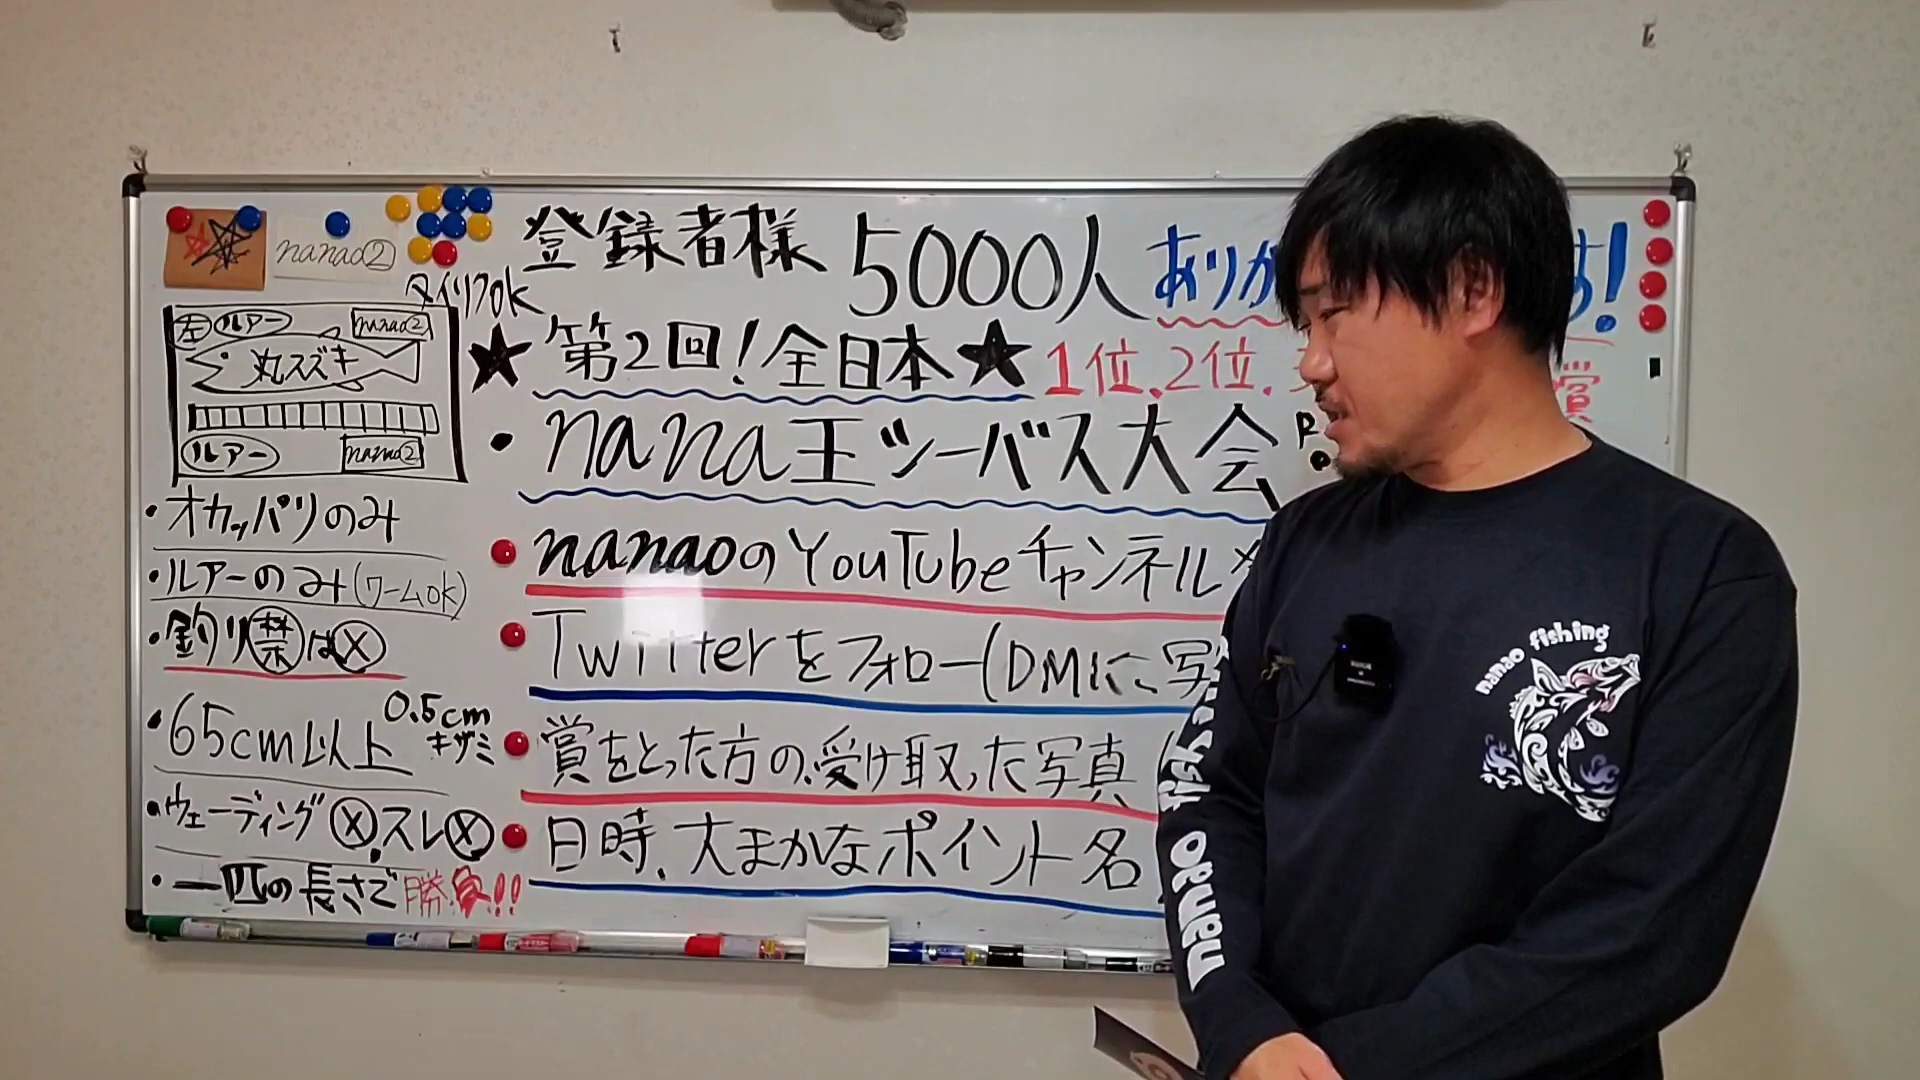 登録者様 5000人 ありが す!
nanao②
タイリクOK
左 ルアー nanao②
丸スズキ
ルアー nanao②
★第2回!全日本★ 1位、2位、3 賞
・nana王シーバス大会
nanaoのYouTubeチャンネル
Twitterをフォロー(DMに写
賞をとった方の、受け取った写真
日時、大まかなポイント名
・オカッパリのみ
・ルアーのみ(ワームOK)
・釣り禁は×
・65cm以上 0.5cmキザミ
・ウェーディング×、スレ×
・一匹の長さで勝負!!
nanao fishing
nanao